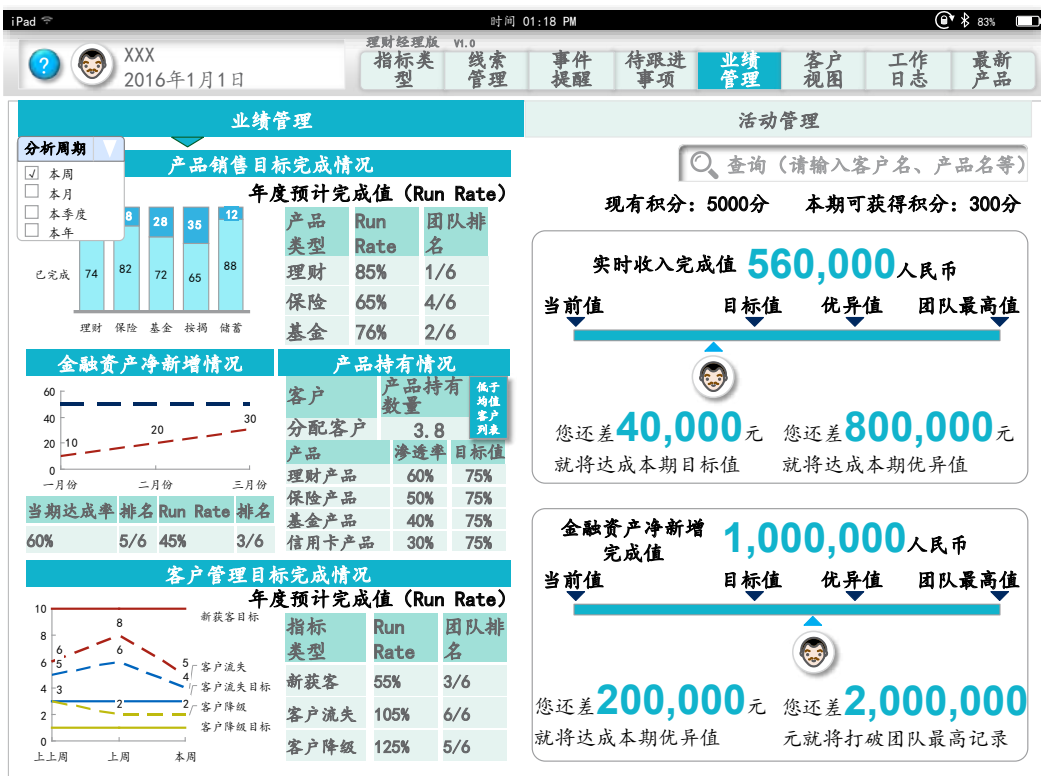 iPad
时间 01:18 PM
83%
XXX
2016年1月1日
理财经理版 V1.0
指标类型
线索管理
事件提醒
待跟进事项
业绩管理
客户视图
工作日志
最新产品
业绩管理
活动管理
分析周期
√ 本周
本月
本季度
本年
产品销售目标完成情况
年度预计完成值（Run Rate）
8 28 35 12
已完成 74 82 72 65 88
理财 保险 基金 按揭 储蓄
产品类型 Run Rate 团队排名
理财 85% 1/6
保险 65% 4/6
基金 76% 2/6
金融资产净新增情况
60
40
20
0
10 20 30
一月份 二月份 三月份
当期达成率 排名 Run Rate 排名
60% 5/6 45% 3/6
产品持有情况
客户 产品持有数量
低于均值客户列表
分配客户 3.8
产品 渗透率 目标值
理财产品 60% 75%
保险产品 50% 75%
基金产品 40% 75%
信用卡产品 30% 75%
客户管理目标完成情况
年度预计完成值（Run Rate）
10
8
6
4
2
0
6 8 5
5 6 4
3 2 2
上上周 上周 本周
新获客目标
客户流失
客户流失目标
客户降级
客户降级目标
指标类型 Run Rate 团队排名
新获客 55% 3/6
客户流失 105% 6/6
客户降级 125% 5/6
查询（请输入客户名、产品名等）
现有积分：5000分 本期可获得积分：300分
实时收入完成值 560,000人民币
当前值 目标值 优异值 团队最高值
您还差40,000元
就将达成本期目标值
您还差800,000元
就将达成本期优异值
金融资产净新增
完成值
1,000,000人民币
当前值 目标值 优异值 团队最高值
您还差200,000元
就将达成本期优异值
您还差2,000,000
元就将打破团队最高记录